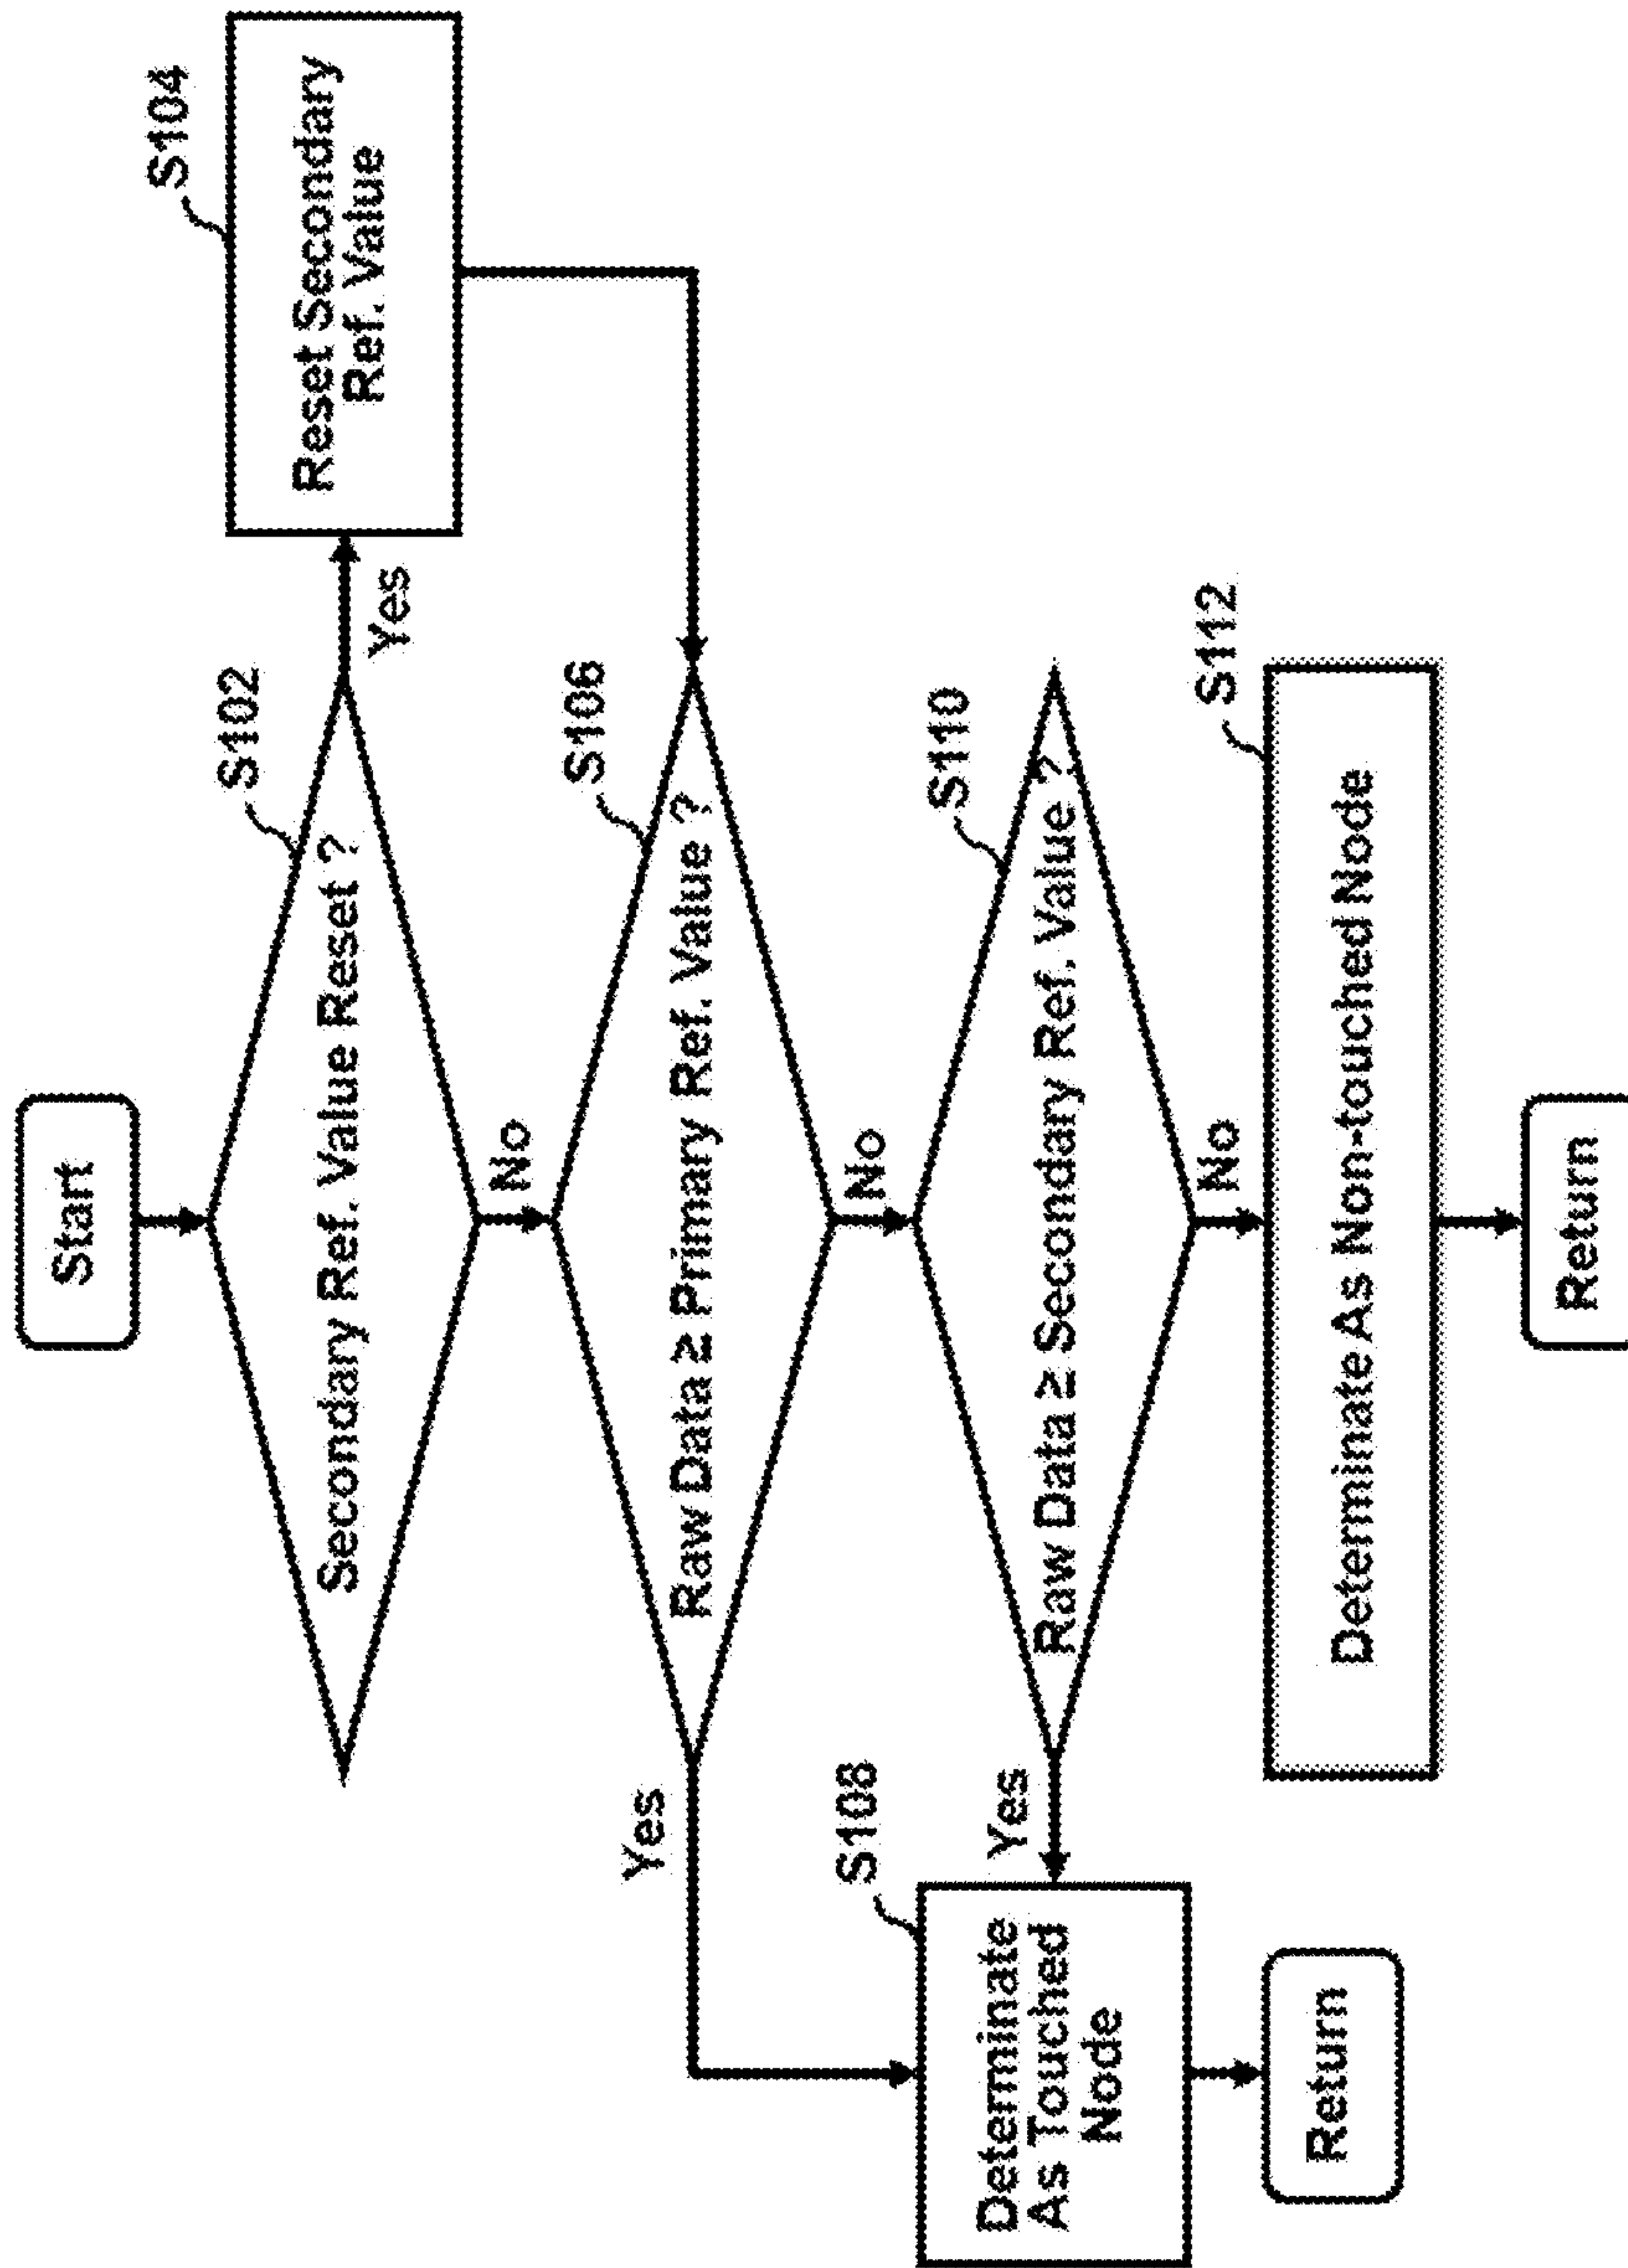 Start
S102
Secondary Ref. Value Reset ?
Yes
S104
Reset Secondary
Ref. Value
No
S106
Raw Data ≥ Primary Ref. Value ?
Yes
No
S110
Raw Data ≥ Secondary Ref. Value ?
Yes
S108
Determinate
As Touched
Node
No
S112
Determinate As Non-touched Node
Return
Return